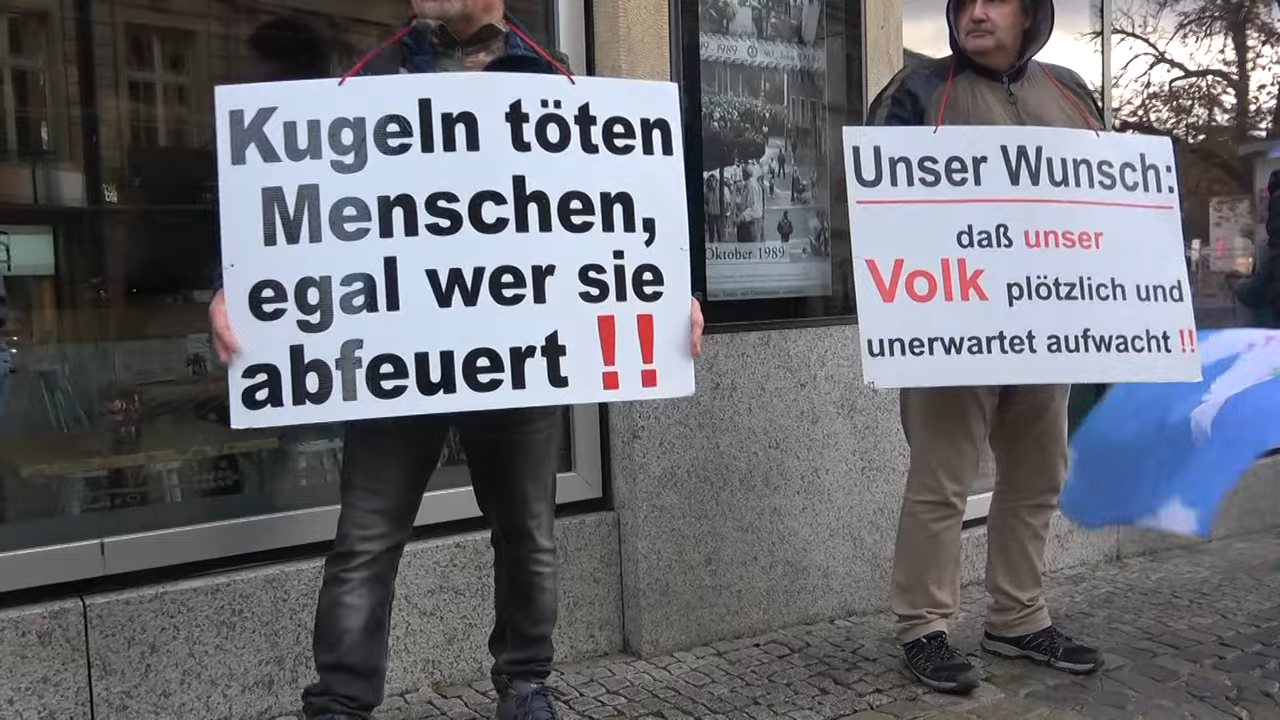 Kugeln töten
Menschen,
egal wer sie
abfeuert !!
Unser Wunsch:
daß unser
Volk plötzlich und
unerwartet aufwacht !!
1989
Oktober 1989